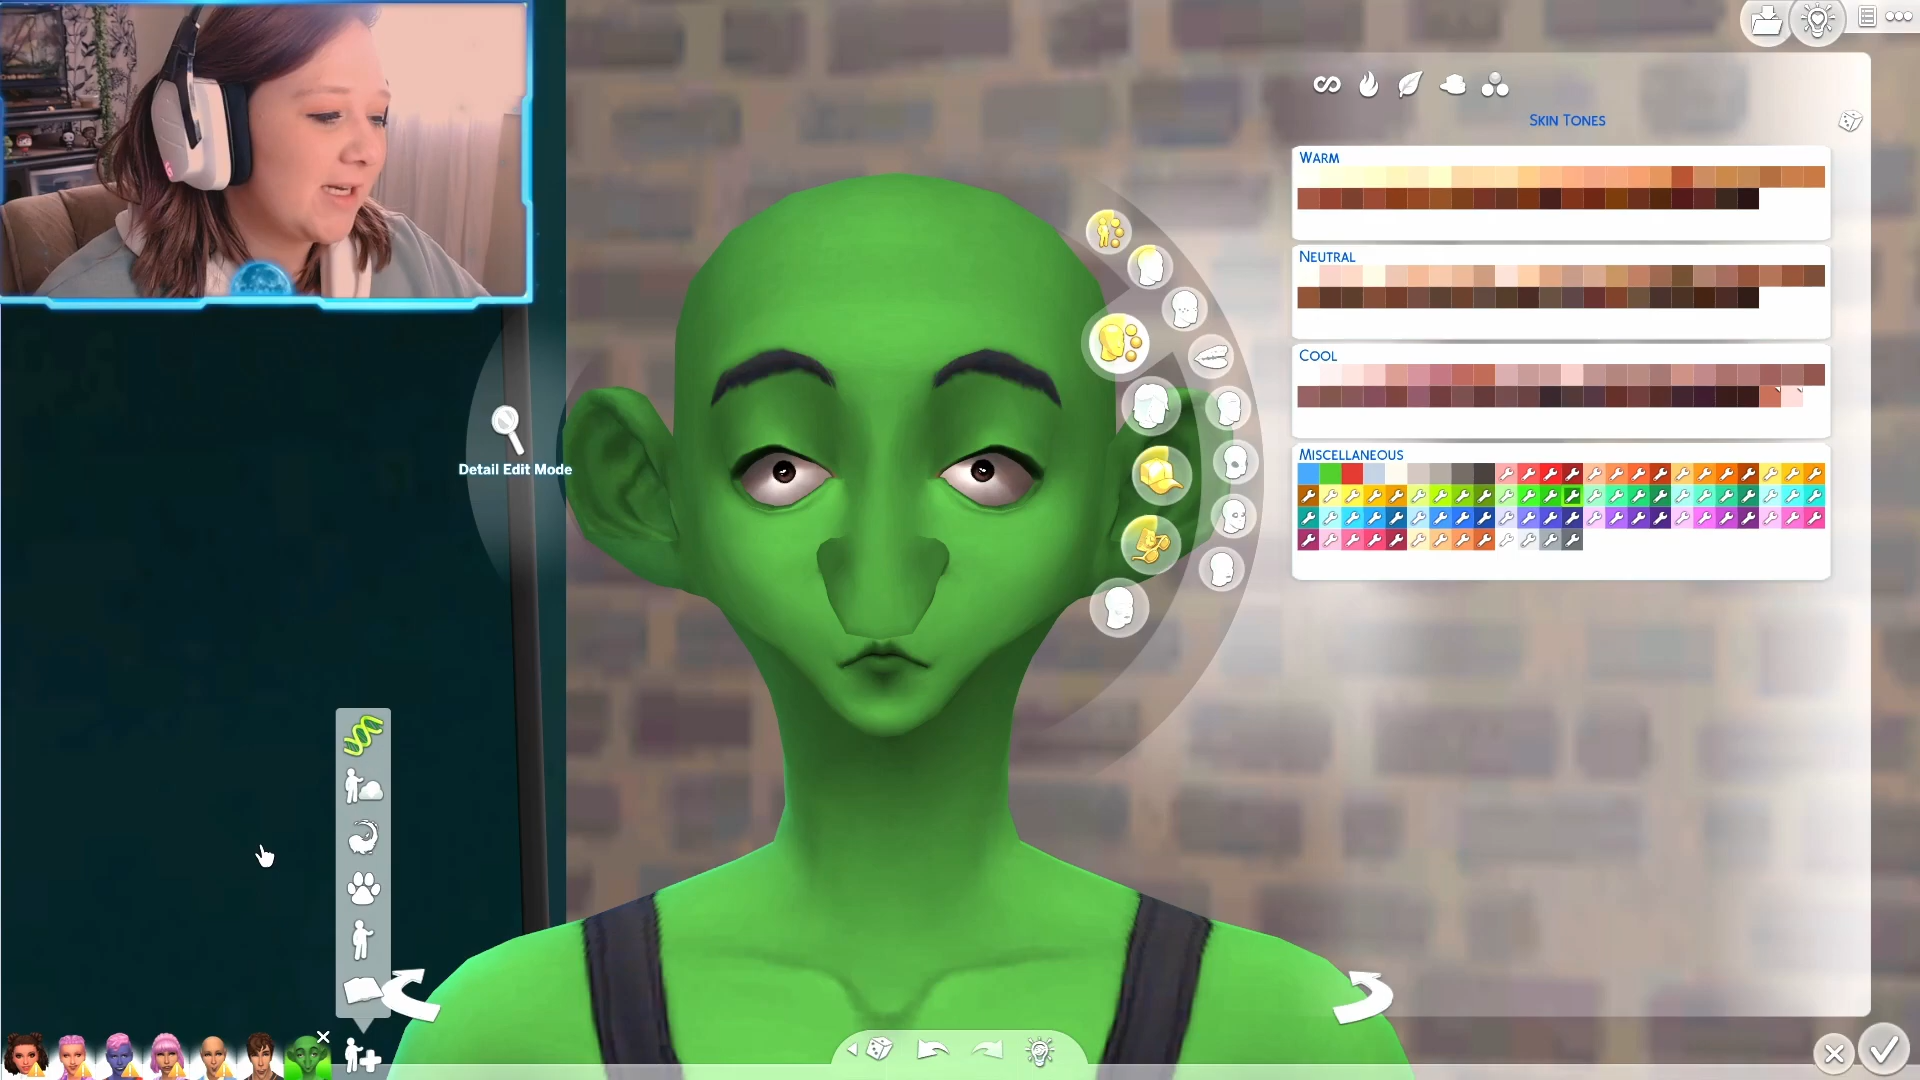 SKIN TONES
WARM
NEUTRAL
COOL
Detail Edit Mode
MISCELLANEOUS